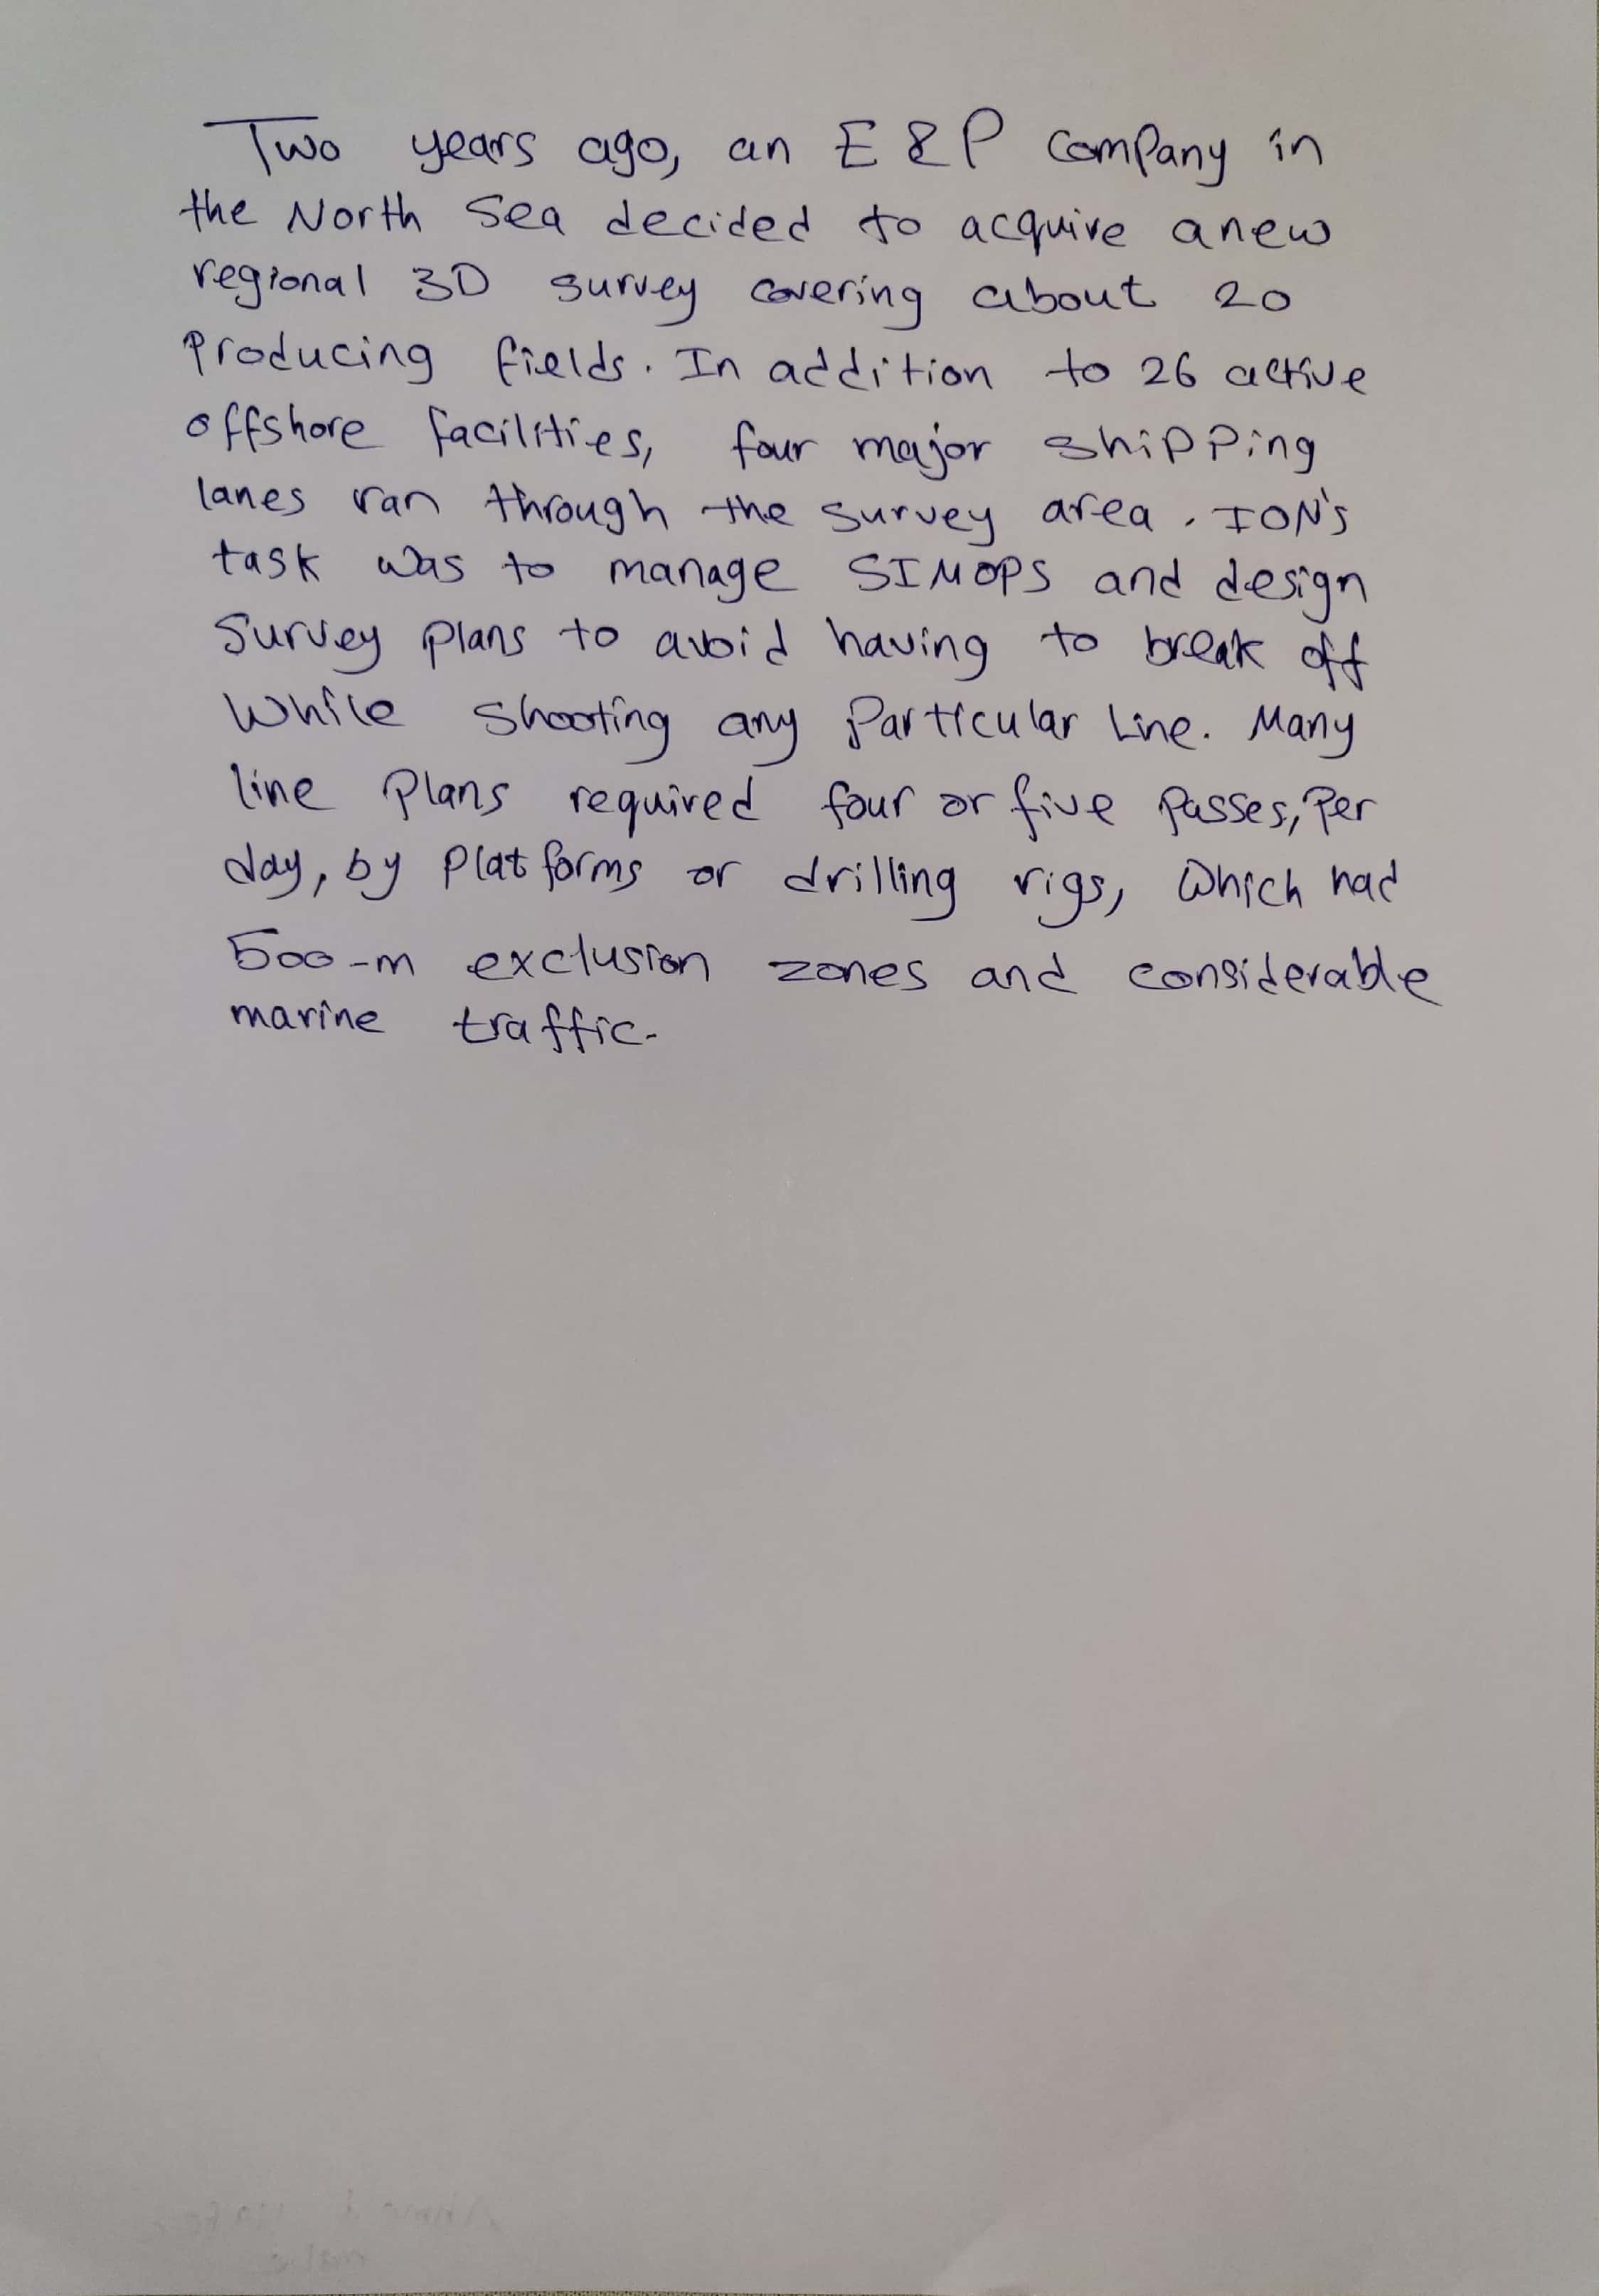 Two years ago, an E&P company in
the North Sea decided to acquire a new
regional 3D survey covering about 20
producing fields. In addition to 26 active
offshore facilities, four major shipping
lanes ran through the survey area. ION's
task was to manage SIMOPS and design
survey plans to avoid having to break off
while shooting any particular line. Many
line plans required four or five passes, per
day, by platforms or drilling rigs, which had
500-m exclusion zones and considerable
marine traffic.